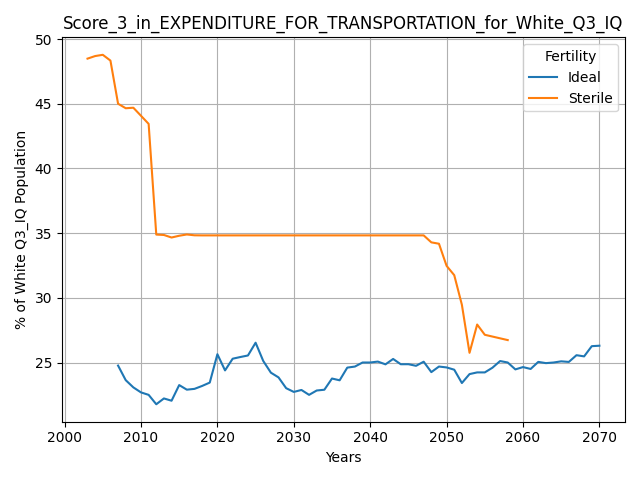 Score_3_in_EXPENDITURE_FOR_TRANSPORTATION_for_White_Q3_IQ
Fertility
Ideal
Sterile
% of White Q3_IQ Population
50
45
40
35
30
25
2000
2010
2020
2030
2040
2050
2060
2070
Years